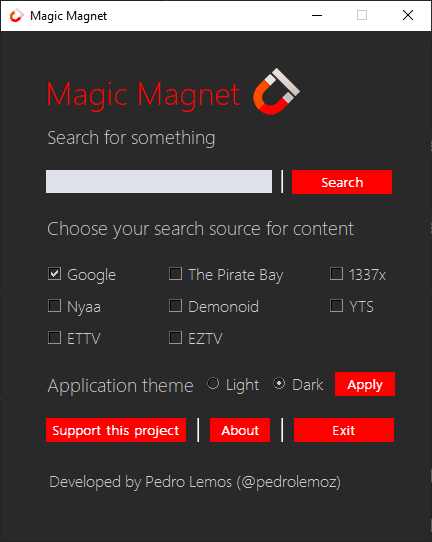 Magic Magnet
Magic Magnet
Search for something
Search
Choose your search source for content
Google The Pirate Bay 1337x
Nyaa Demonoid YTS
ETTV EZTV
Application theme Light Dark Apply
Support this project About Exit
Developed by Pedro Lemos (@pedrolemoz)